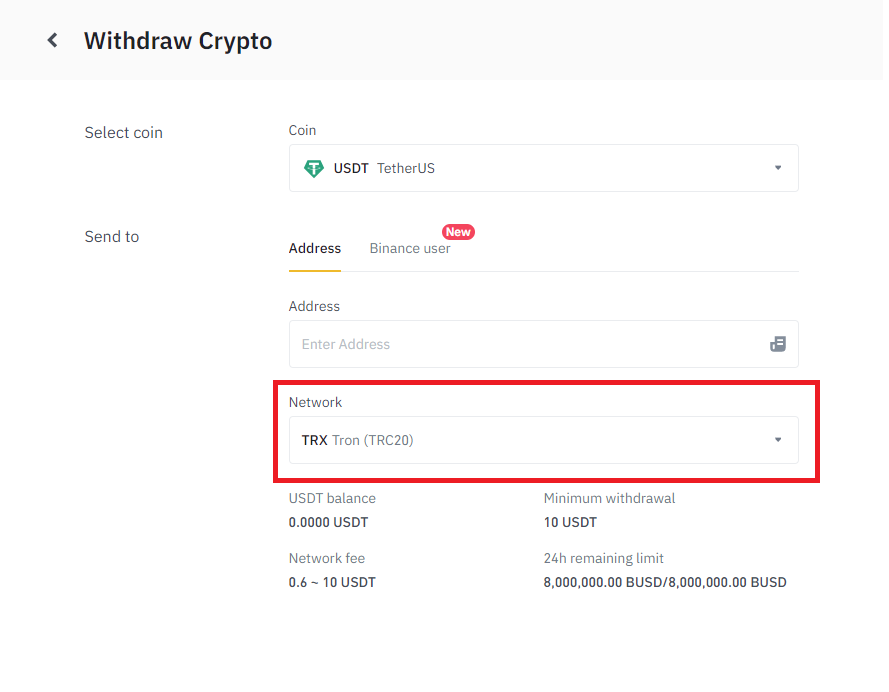 Withdraw Crypto
Select coin
Coin
USDT TetherUS
Send to
New
Address Binance user
Address
Enter Address
Network
TRX Tron (TRC20)
USDT balance Minimum withdrawal
0.0000 USDT 10 USDT
Network fee 24h remaining limit
0.6 ~ 10 USDT 8,000,000.00 BUSD/8,000,000.00 BUSD